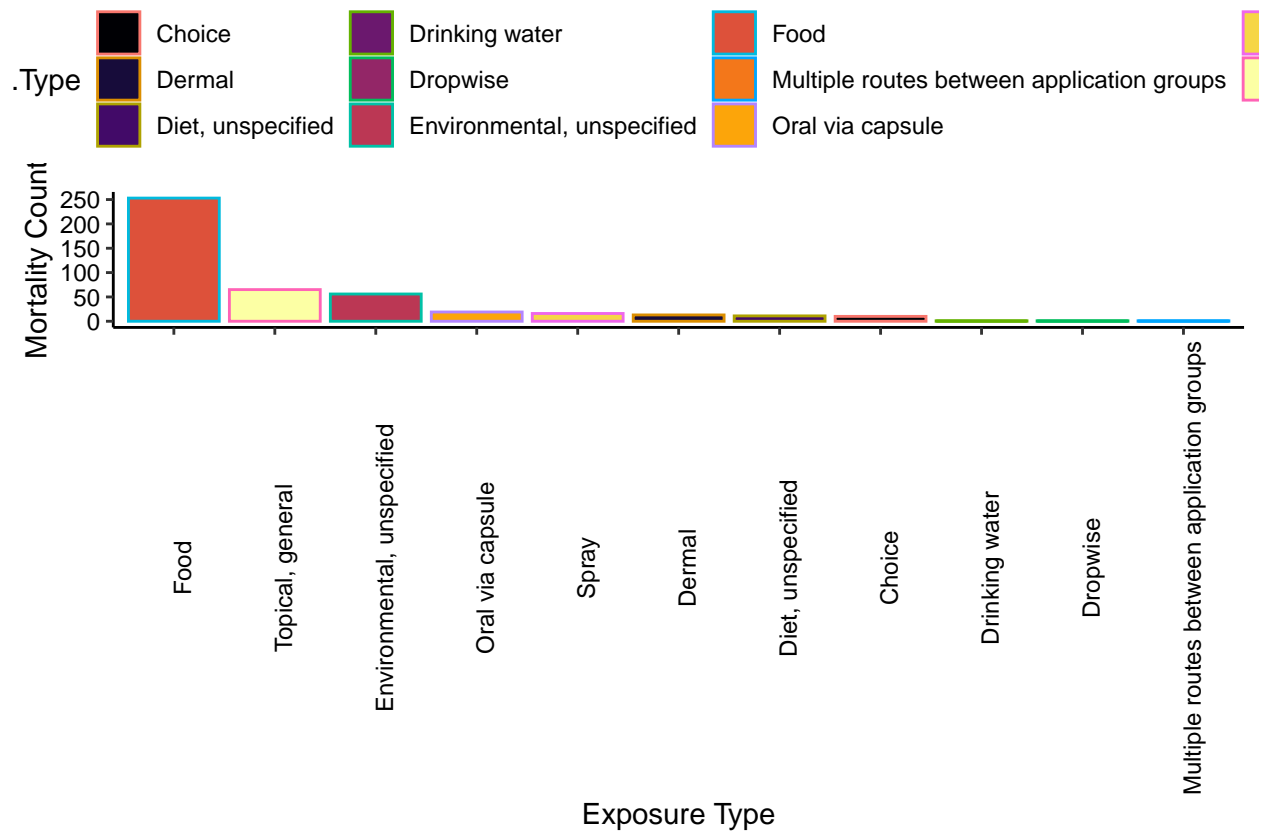 Choice
Drinking water
Food
.Type
Dermal
Dropwise
Multiple routes between application groups
Diet, unspecified
Environmental, unspecified
Oral via capsule
Mortality Count
250
200
150
100
50
0
Food
Topical, general
Environmental, unspecified
Oral via capsule
Spray
Dermal
Diet, unspecified
Choice
Drinking water
Dropwise
Multiple routes between application groups
Exposure Type